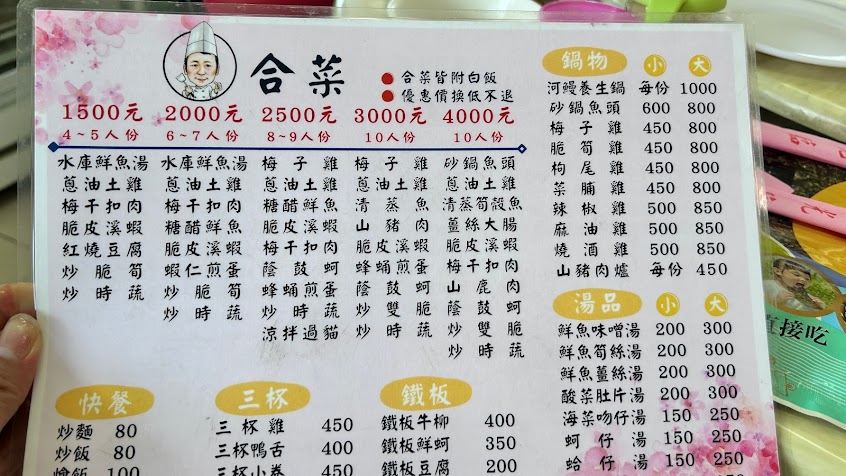 合菜
● 合菜皆附白飯
● 優惠價換低不退
1500元 2000元 2500元 3000元 4000元
4~5人份 6~7人份 8~9人份 10人份 10人份
水庫鮮魚湯
蔥油土雞
梅干扣肉
脆皮溪蝦
紅燒豆腐
炒脆筍
炒時蔬
水庫鮮魚湯
蔥油土雞
梅干扣肉
糖醋鮮魚
脆皮溪蝦
蝦仁煎蛋
炒脆筍
炒時蔬
梅子雞
蔥油土雞
糖醋鮮魚
脆皮溪蝦
梅干扣肉
蔭鼓蚵
蜂蛹煎蛋
炒時蔬
涼拌過貓
梅子雞
蔥油土雞
清蒸魚
山豬肉
脆皮溪蝦
蜂蛹煎蛋
蔭鼓蚵
炒雙脆
炒時蔬
砂鍋魚頭
蔥油土雞
清蒸筍殼魚
薑絲大腸
脆皮溪蝦
梅干扣肉
山鹿肉
蔭鼓蚵
炒雙脆
炒時蔬
鍋物 小 大
河鰻養生鍋 每份 1000
砂鍋魚頭 600 800
梅子雞 450 800
脆筍雞 450 800
枸尾雞 450 800
菜脯雞 450 800
辣椒雞 500 850
麻油雞 500 850
燒酒雞 500 850
山豬肉爐 每份 450
湯品 小 大
鮮魚味噌湯 200 300
鮮魚筍絲湯 200 300
鮮魚薑絲湯 200 300
酸菜肚片湯 200 300
海菜吻仔湯 150 250
蚵仔湯 150 250
蛤仔湯 150 250
快餐
炒麵 80
炒飯 80
燴飯 100
三杯
三杯雞 450
三杯鴨舌 400
三杯小卷 450
鐵板
鐵板牛柳 400
鐵板鮮蚵 350
鐵板豆腐 200
直接吃